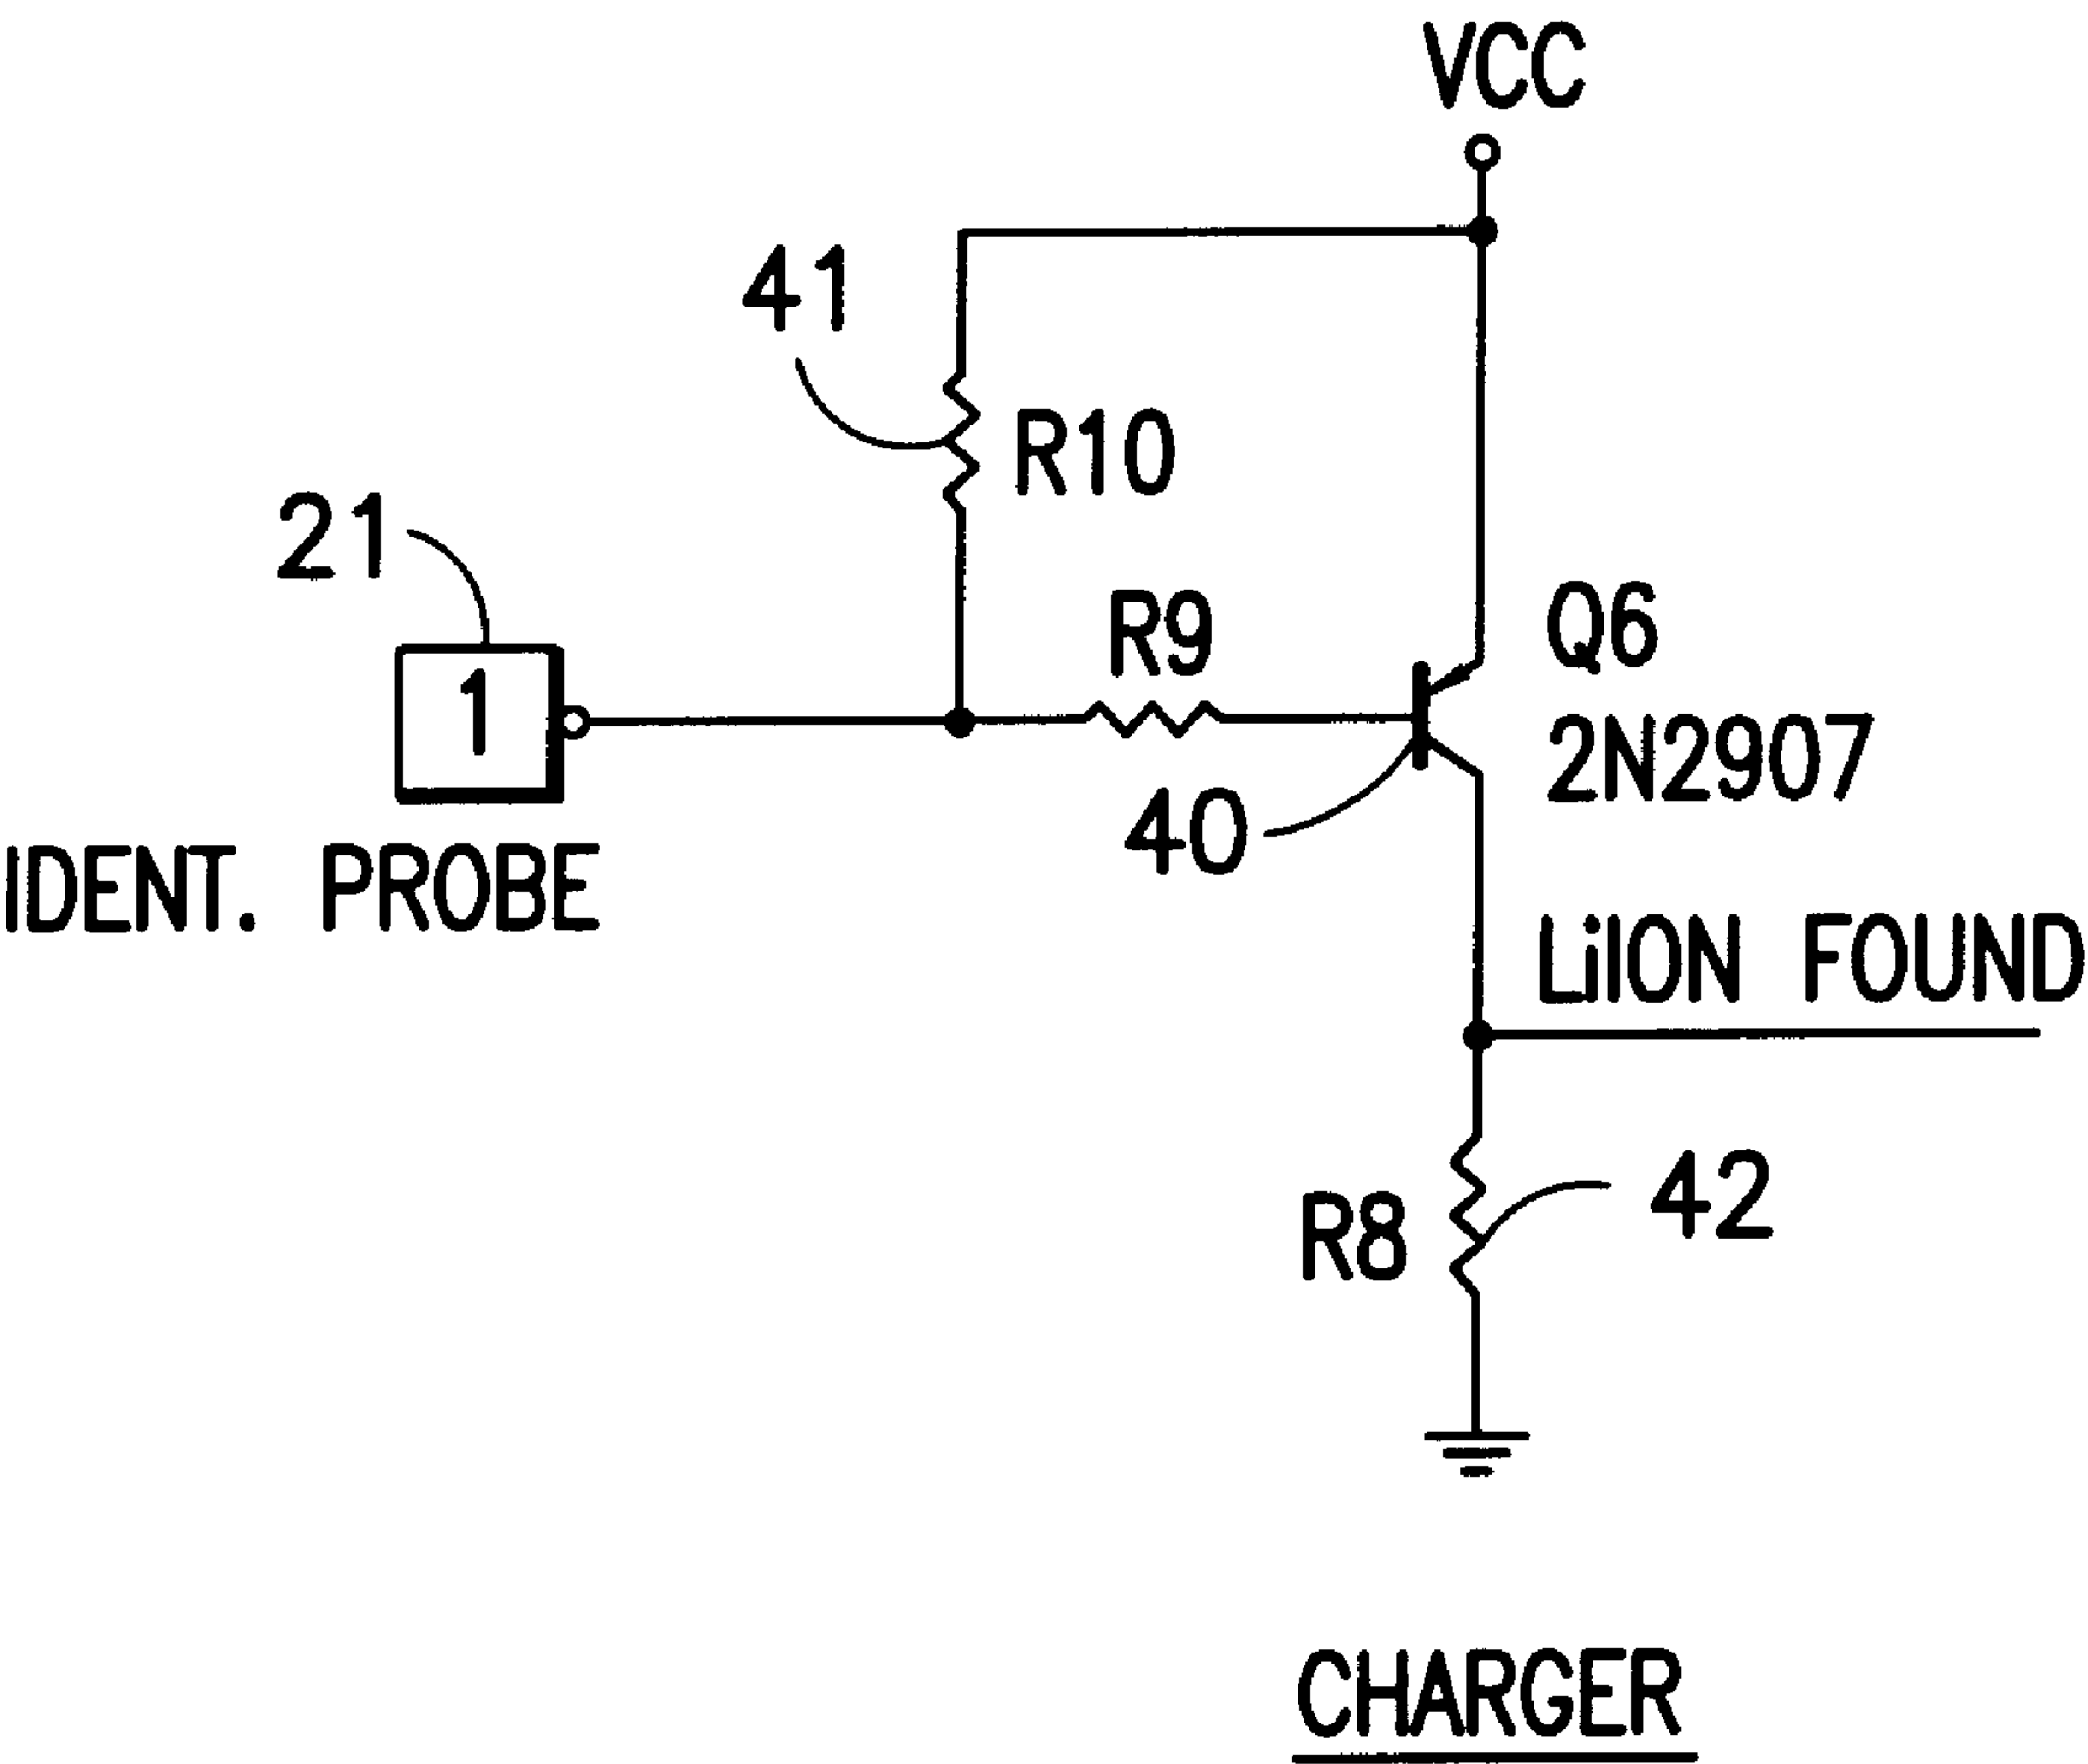 VCC
41
R10
21
R9
Q6
1
2N2907
40
IDENT. PROBE
LiION FOUND
R8
42
CHARGER